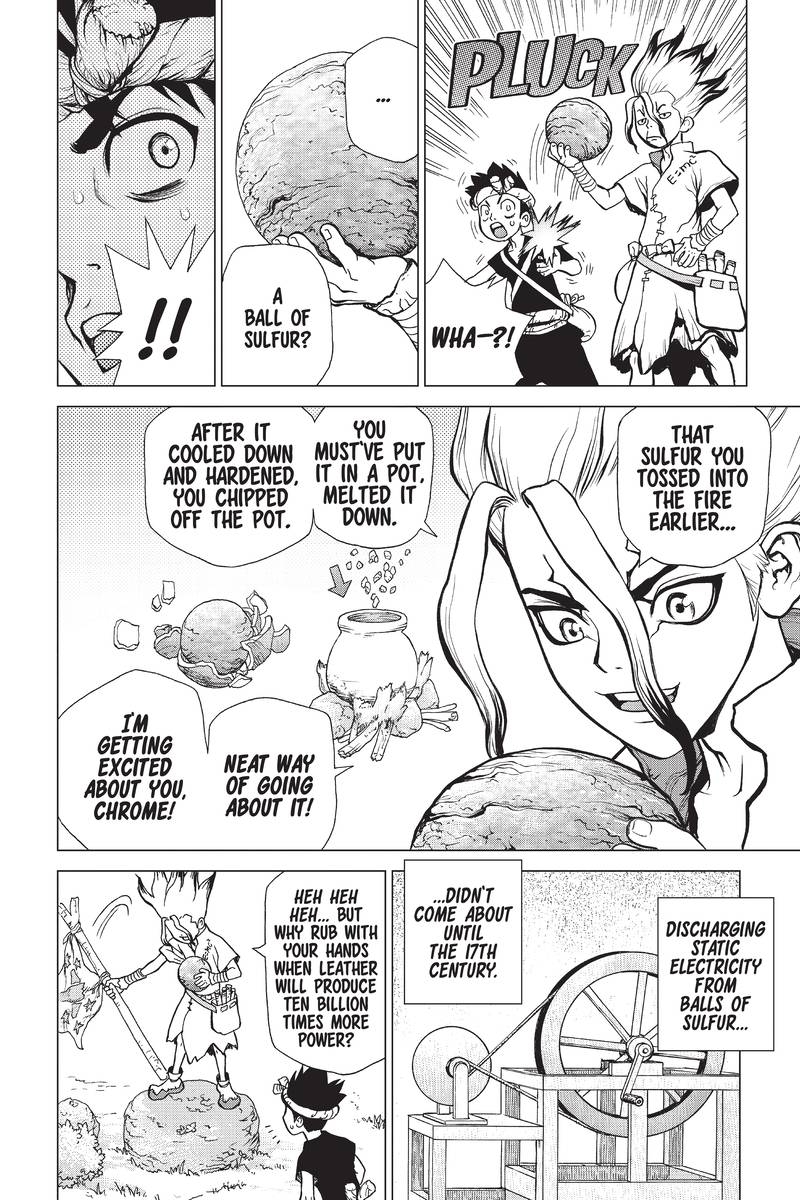 PLUCK
E=mc²
WHA—?!
...
A
BALL OF
SULFUR?
!!
THAT
SULFUR YOU
TOSSED INTO
THE FIRE
EARLIER...
YOU
MUST'VE PUT
IT IN A POT,
MELTED IT
DOWN.
AFTER IT
COOLED DOWN
AND HARDENED,
YOU CHIPPED
OFF THE POT.
NEAT WAY
OF GOING
ABOUT IT!
I'M
GETTING
EXCITED
ABOUT YOU,
CHROME!
DISCHARGING
STATIC
ELECTRICITY
FROM
BALLS OF
SULFUR...
...DIDN'T
COME ABOUT
UNTIL
THE 17TH
CENTURY.
HEH HEH
HEH... BUT
WHY RUB WITH
YOUR HANDS
WHEN LEATHER
WILL PRODUCE
TEN BILLION
TIMES MORE
POWER?